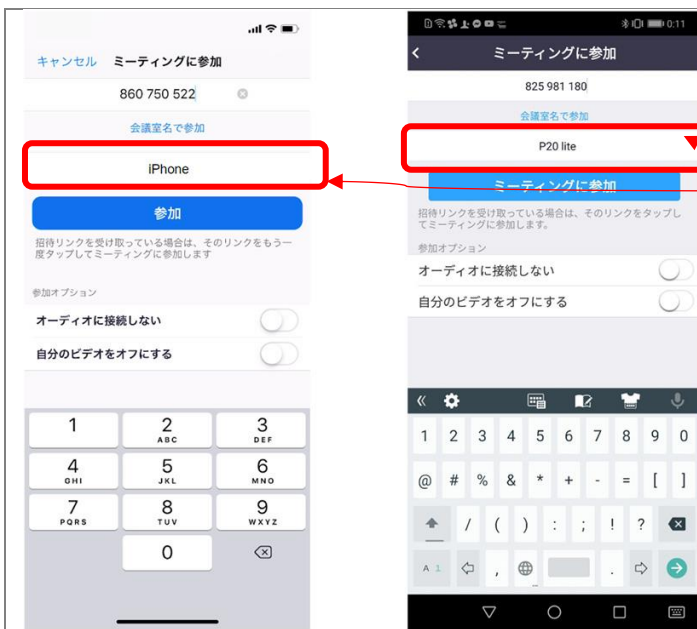 キャンセル ミーティングに参加
860 750 522
会議室名で参加
iPhone
参加
招待リンクを受け取っている場合は、そのリンクをもう一
度タップしてミーティングに参加します
参加オプション
オーディオに接続しない
自分のビデオをオフにする
1 2 3
ABC DEF
4 5 6
GHI JKL MNO
7 8 9
PQRS TUV WXYZ
0
0:11
ミーティングに参加
825 981 180
会議室名で参加
P20 lite
ミーティングに参加
招待リンクを受け取っている場合は、そのリンクをタップし
てミーティングに参加します。
参加オプション
オーディオに接続しない
自分のビデオをオフにする
1 2 3 4 5 6 7 8 9 0
@ # % & * + - = [ ]
/ ( ) : ; ! ?
A 1 , .